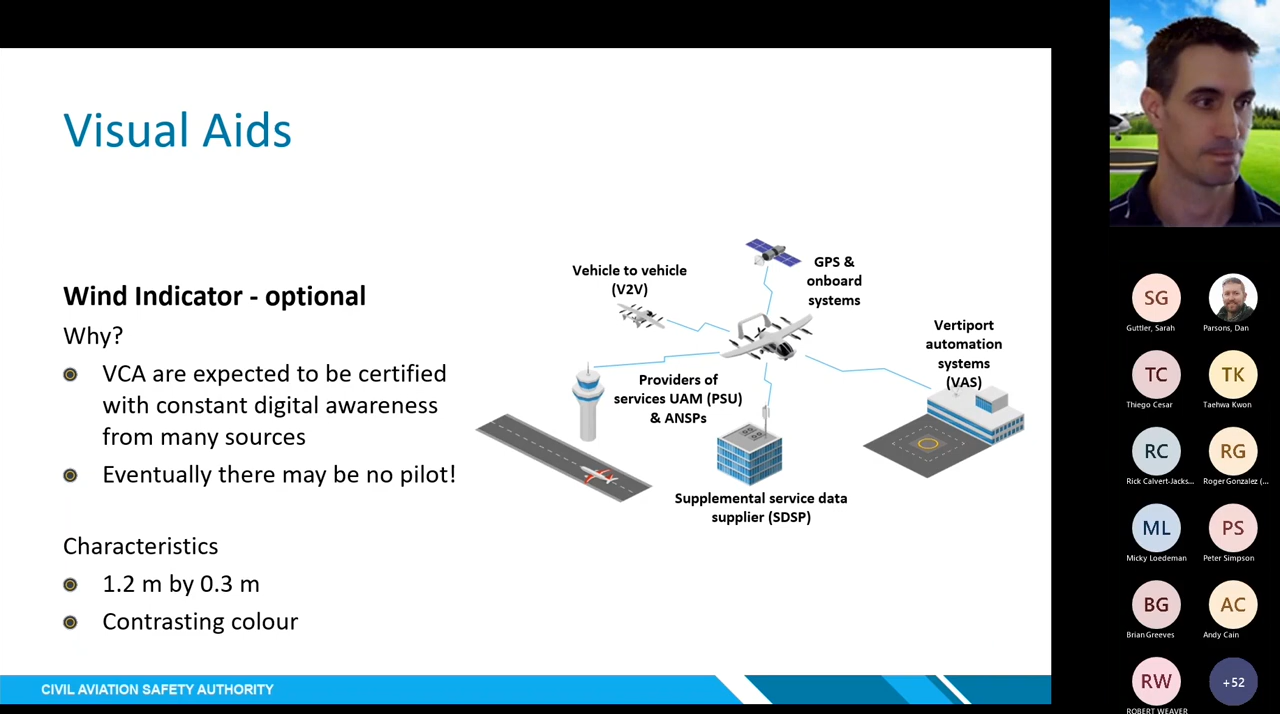 Visual Aids
Wind Indicator - optional
Why?
VCA are expected to be certified
with constant digital awareness
from many sources
Eventually there may be no pilot!
Characteristics
1.2 m by 0.3 m
Contrasting colour
Vehicle to vehicle
(V2V)
GPS &
onboard
systems
Vertiport
automation
systems
(VAS)
Providers of
services UAM (PSU)
& ANSPs
Supplemental service data
supplier (SDSP)
CIVIL AVIATION SAFETY AUTHORITY
SG
Guttler, Sarah
Parsons, Dan
TC
Thiego Cesar
TK
Taehwa Kwon
RC
Rick Calvert-Jacks...
RG
Roger Gonzalez (...
ML
Micky Loedeman
PS
Peter Simpson
BG
Brian Greeves
AC
Andy Cain
RW
ROBERT WEAVER
+52